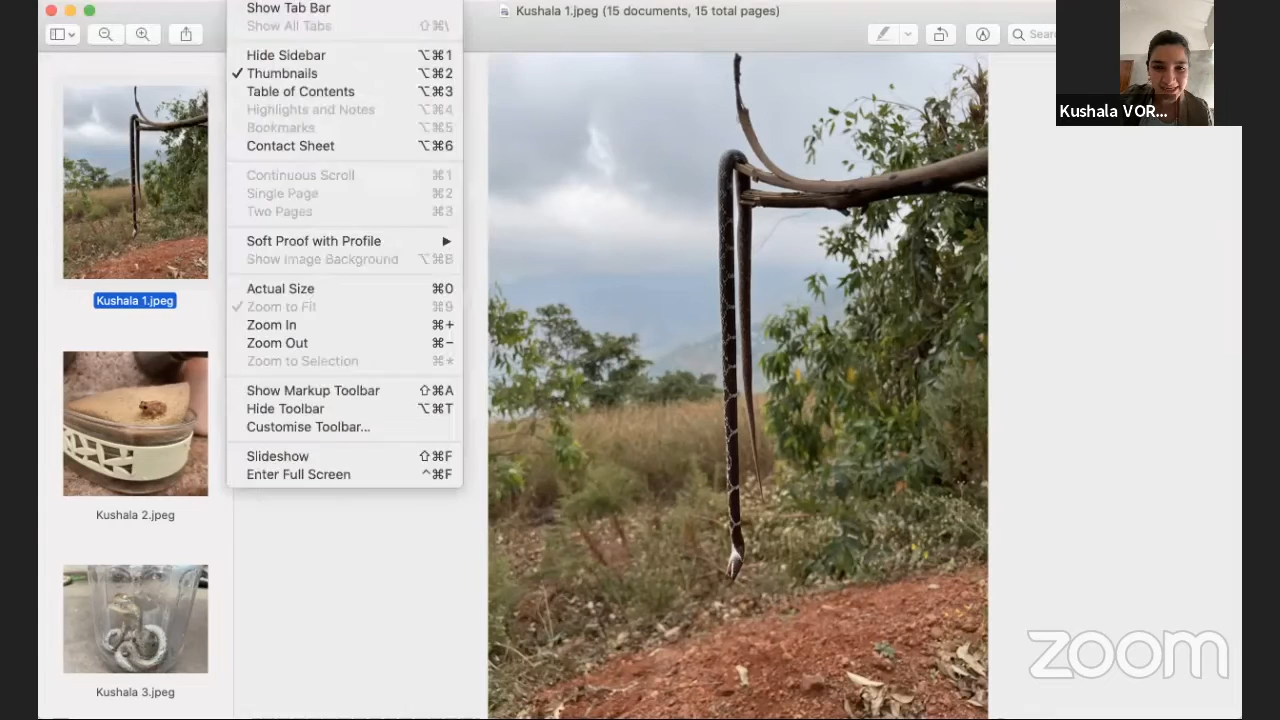 Kushala 1.jpeg (15 documents, 15 total pages)
Show Tab Bar
Show All Tabs ⇧⌘\
Hide Sidebar ⌥⌘1
✓ Thumbnails ⌥⌘2
Table of Contents ⌥⌘3
Highlights and Notes ⌥⌘4
Bookmarks ⌥⌘5
Contact Sheet ⌥⌘6
Continuous Scroll ⌘1
Single Page ⌘2
Two Pages ⌘3
Soft Proof with Profile ▶
Show Image Background ⌥⌘B
Actual Size ⌘0
✓ Zoom to Fit ⌘9
Zoom In ⌘+
Zoom Out ⌘−
Zoom to Selection ⌘*
Show Markup Toolbar ⇧⌘A
Hide Toolbar ⌥⌘T
Customise Toolbar...
Slideshow ⇧⌘F
Enter Full Screen ^⌘F
Kushala 1.jpeg
Kushala 2.jpeg
Kushala 3.jpeg
Sear
Kushala VOR...
zoom